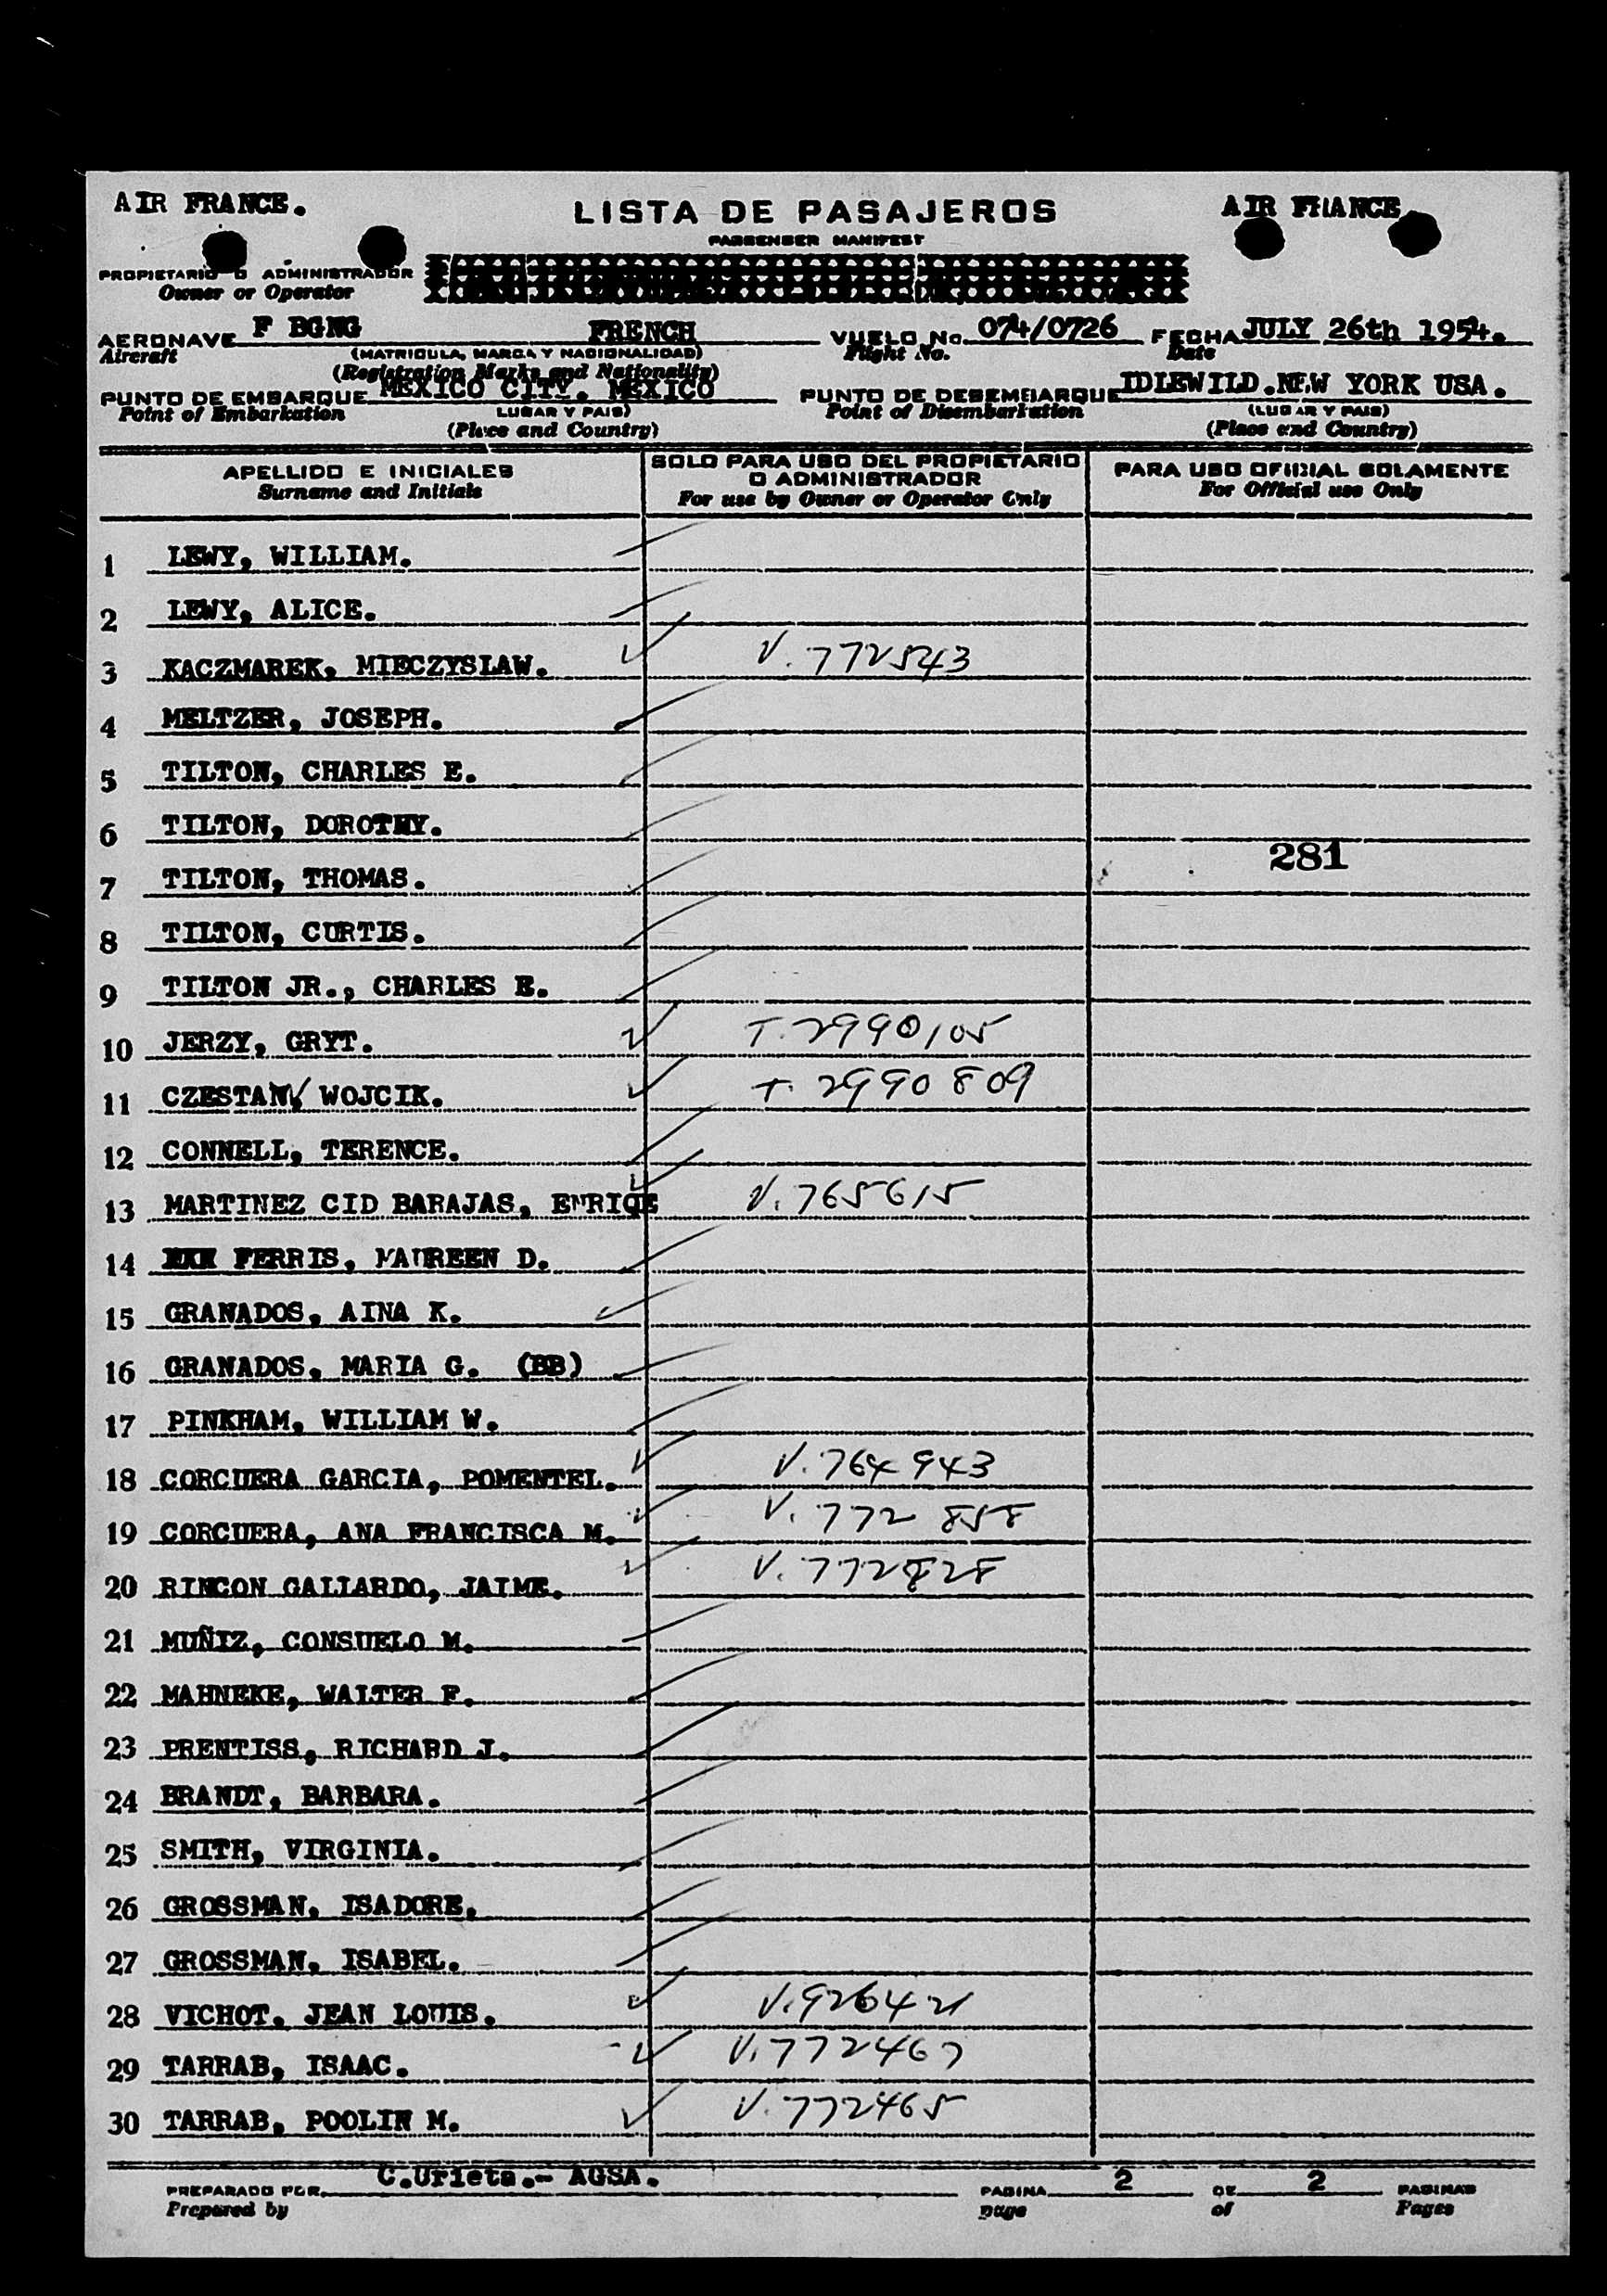 AIR FRANCE. LISTA DE PASAJEROS AIR FRANCE.
PASSENGER MANIFEST
PROPIETARIO O ADMINISTRADOR
Owner or Operator
AERONAVE F BGNG FRENCH VUELO No. 074/0726 FECHA JULY 26th 1954.
Aircraft (MATRICULA, MARCA Y NACIONALIDAD) Flight No. Date
(Registration Marks and Nationality)
PUNTO DE EMBARQUE MEXICO CITY. MEXICO PUNTO DE DESEMBARQUE IDLEWILD.NEW YORK USA.
Point of Embarkation LUGAR Y PAIS) Point of Disembarkation (LUGAR Y PAIS)
(Place and Country) (Place and Country)
APELLIDO E INICIALES SOLO PARA USO DEL PROPIETARIO PARA USO OFICIAL SOLAMENTE
Surname and Initials O ADMINISTRADOR For Official use Only
For use by Owner or Operator Only
1 LEWY, WILLIAM.
2 LEWY, ALICE.
3 KACZMAREK, MIECZYSLAW. V. 772543
4 MELTZER, JOSEPH.
5 TILTON, CHARLES E.
6 TILTON, DOROTHY.
7 TILTON, THOMAS. 281
8 TILTON, CURTIS.
9 TILTON JR., CHARLES E.
10 JERZY, GRYT. T. 2990105
11 CZESTAW, WOJCIK. T. 2990809
12 CONNELL, TERENCE.
13 MARTINEZ CID BARAJAS, ENRIQE V. 765615
14 FERRIS, MAUREEN D.
15 GRANADOS, AINA K.
16 GRANADOS, MARIA G. (BB)
17 PINKHAM, WILLIAM W.
18 CORCUERA GARCIA, POMENTEL. V. 764943
19 CORCUERA, ANA FRANCISCA M. V. 772 858
20 RINCON GALLARDO, JAIME. V. 772828
21 MUÑIZ, CONSUELO M.
22 MAHNEKE, WALTER F.
23 PRENTISS, RICHARD J.
24 BRANDT, BARBARA.
25 SMITH, VIRGINIA.
26 GROSSMAN, ISADORE.
27 GROSSMAN, ISABEL.
28 VICHOT, JEAN LOUIS. V. 926421
29 TARRAB, ISAAC. V. 772467
30 TARRAB, POOLIN M. V. 772465
PREPARADO POR C.Urieta.- AGSA. PAGINA 2 DE 2 PAGINAS
Prepared by page of Pages